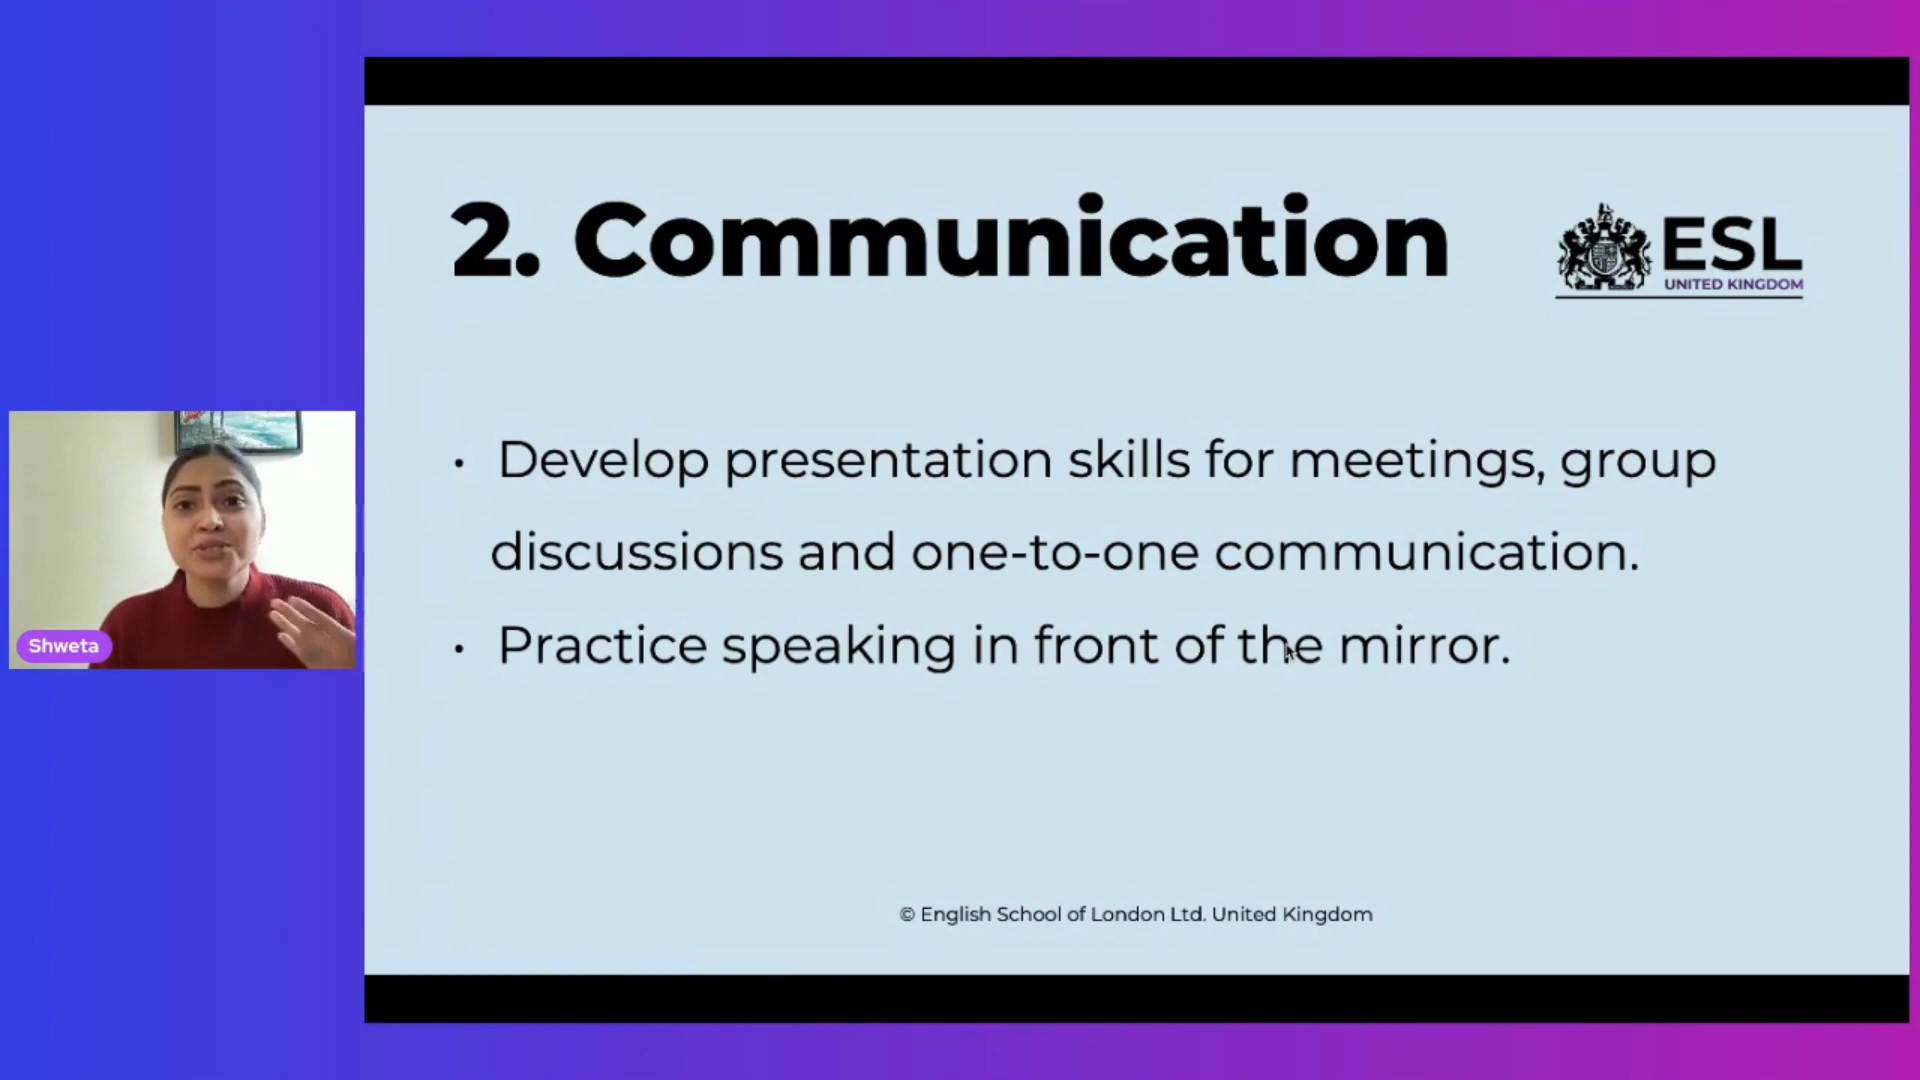 2. Communication
ESL
UNITED KINGDOM
• Develop presentation skills for meetings, group
discussions and one-to-one communication.
• Practice speaking in front of the mirror.
Shweta
© English School of London Ltd. United Kingdom